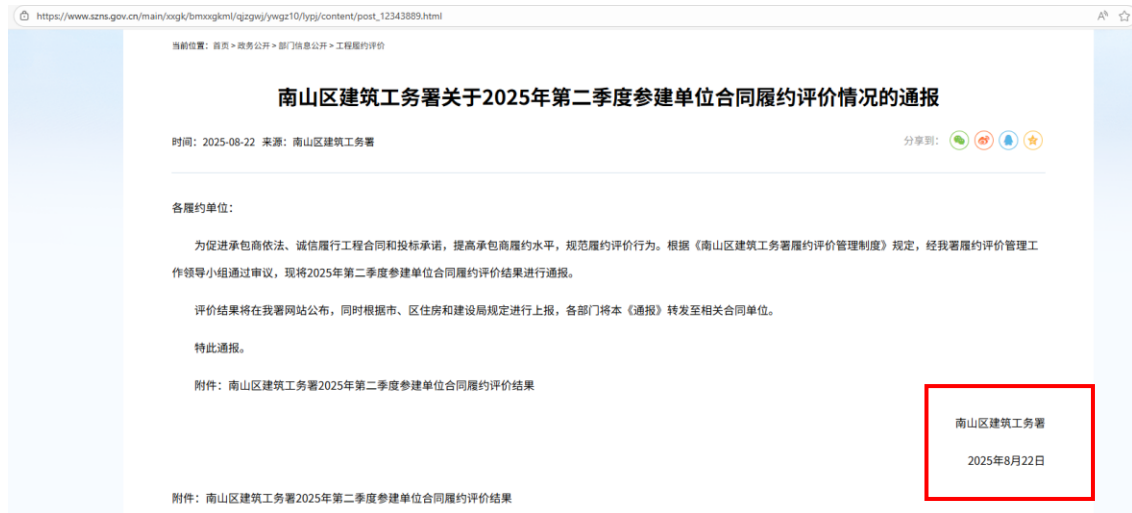 https://www.szns.gov.cn/main/xxgk/bmxxgkml/qjzgwj/ywgz10/lypj/content/post_12343889.html
当前位置：首页 > 政务公开 > 部门信息公开 > 工程履约评价
南山区建筑工务署关于2025年第二季度参建单位合同履约评价情况的通报
时间：2025-08-22 来源：南山区建筑工务署
分享到：
各履约单位：
为促进承包商依法、诚信履行工程合同和投标承诺，提高承包商履约水平，规范履约评价行为。根据《南山区建筑工务署履约评价管理制度》规定，经我署履约评价管理工
作领导小组通过审议，现将2025年第二季度参建单位合同履约评价结果进行通报。
评价结果将在我署网站公布，同时根据市、区住房和建设局规定进行上报，各部门将本《通报》转发至相关合同单位。
特此通报。
附件：南山区建筑工务署2025年第二季度参建单位合同履约评价结果
南山区建筑工务署
2025年8月22日
附件：南山区建筑工务署2025年第二季度参建单位合同履约评价结果